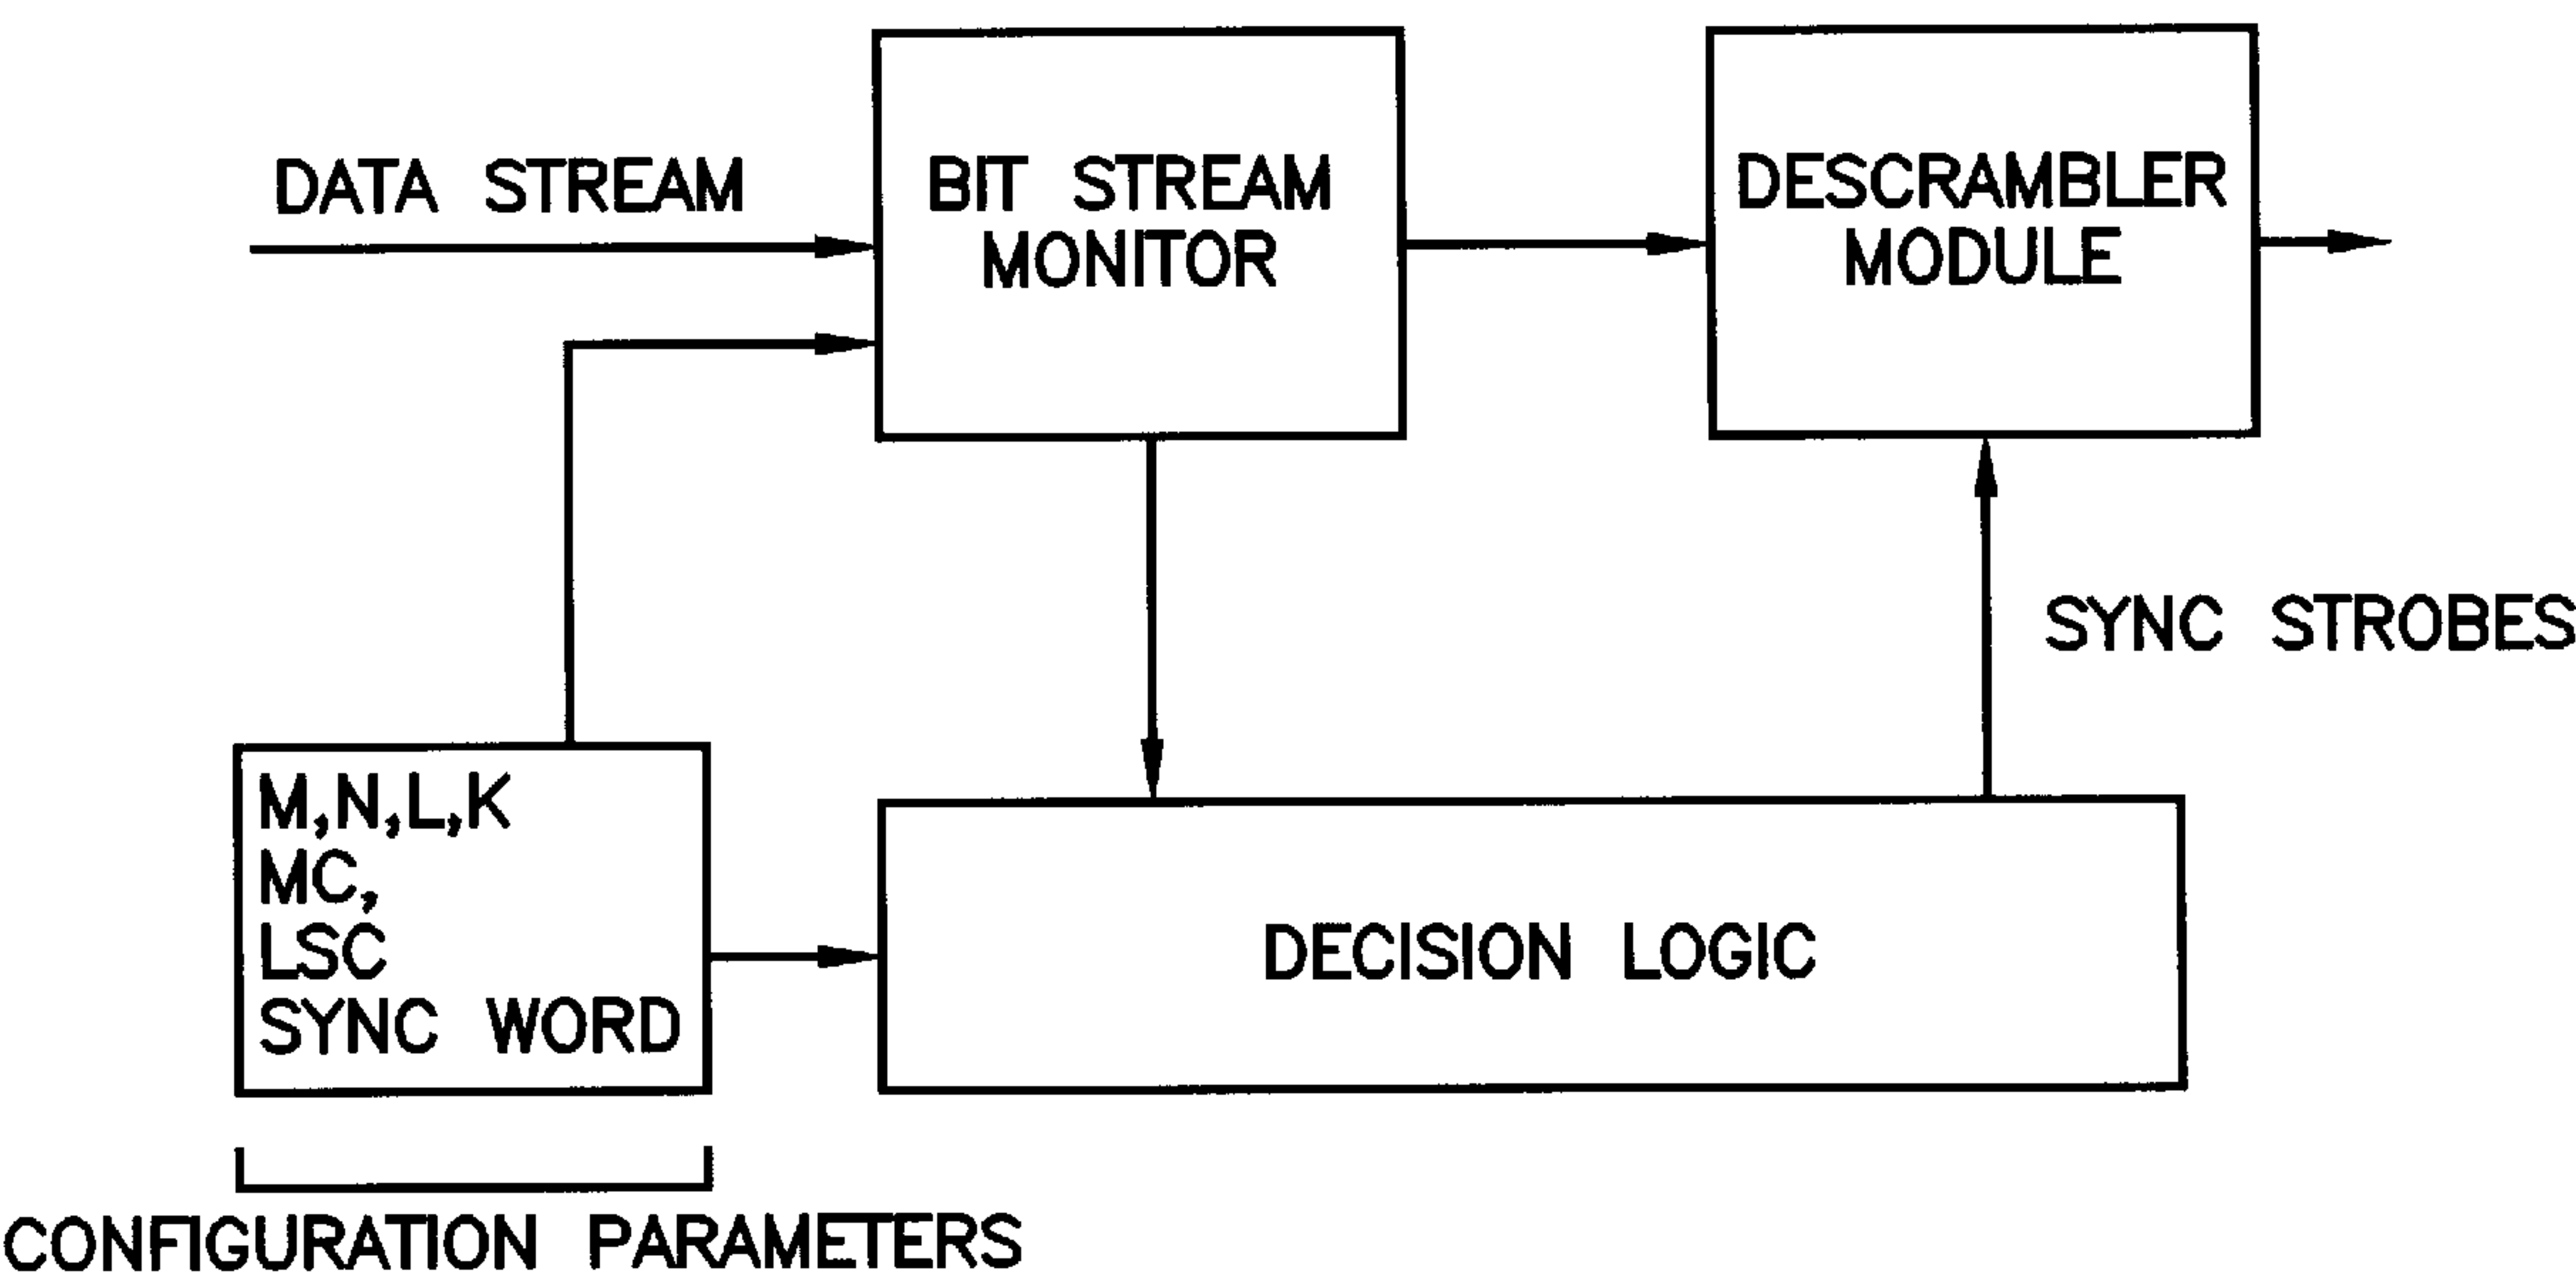 DATA STREAM
BIT STREAM
MONITOR
DESCRAMBLER
MODULE
SYNC STROBES
M,N,L,K
MC,
LSC
SYNC WORD
DECISION LOGIC
CONFIGURATION PARAMETERS